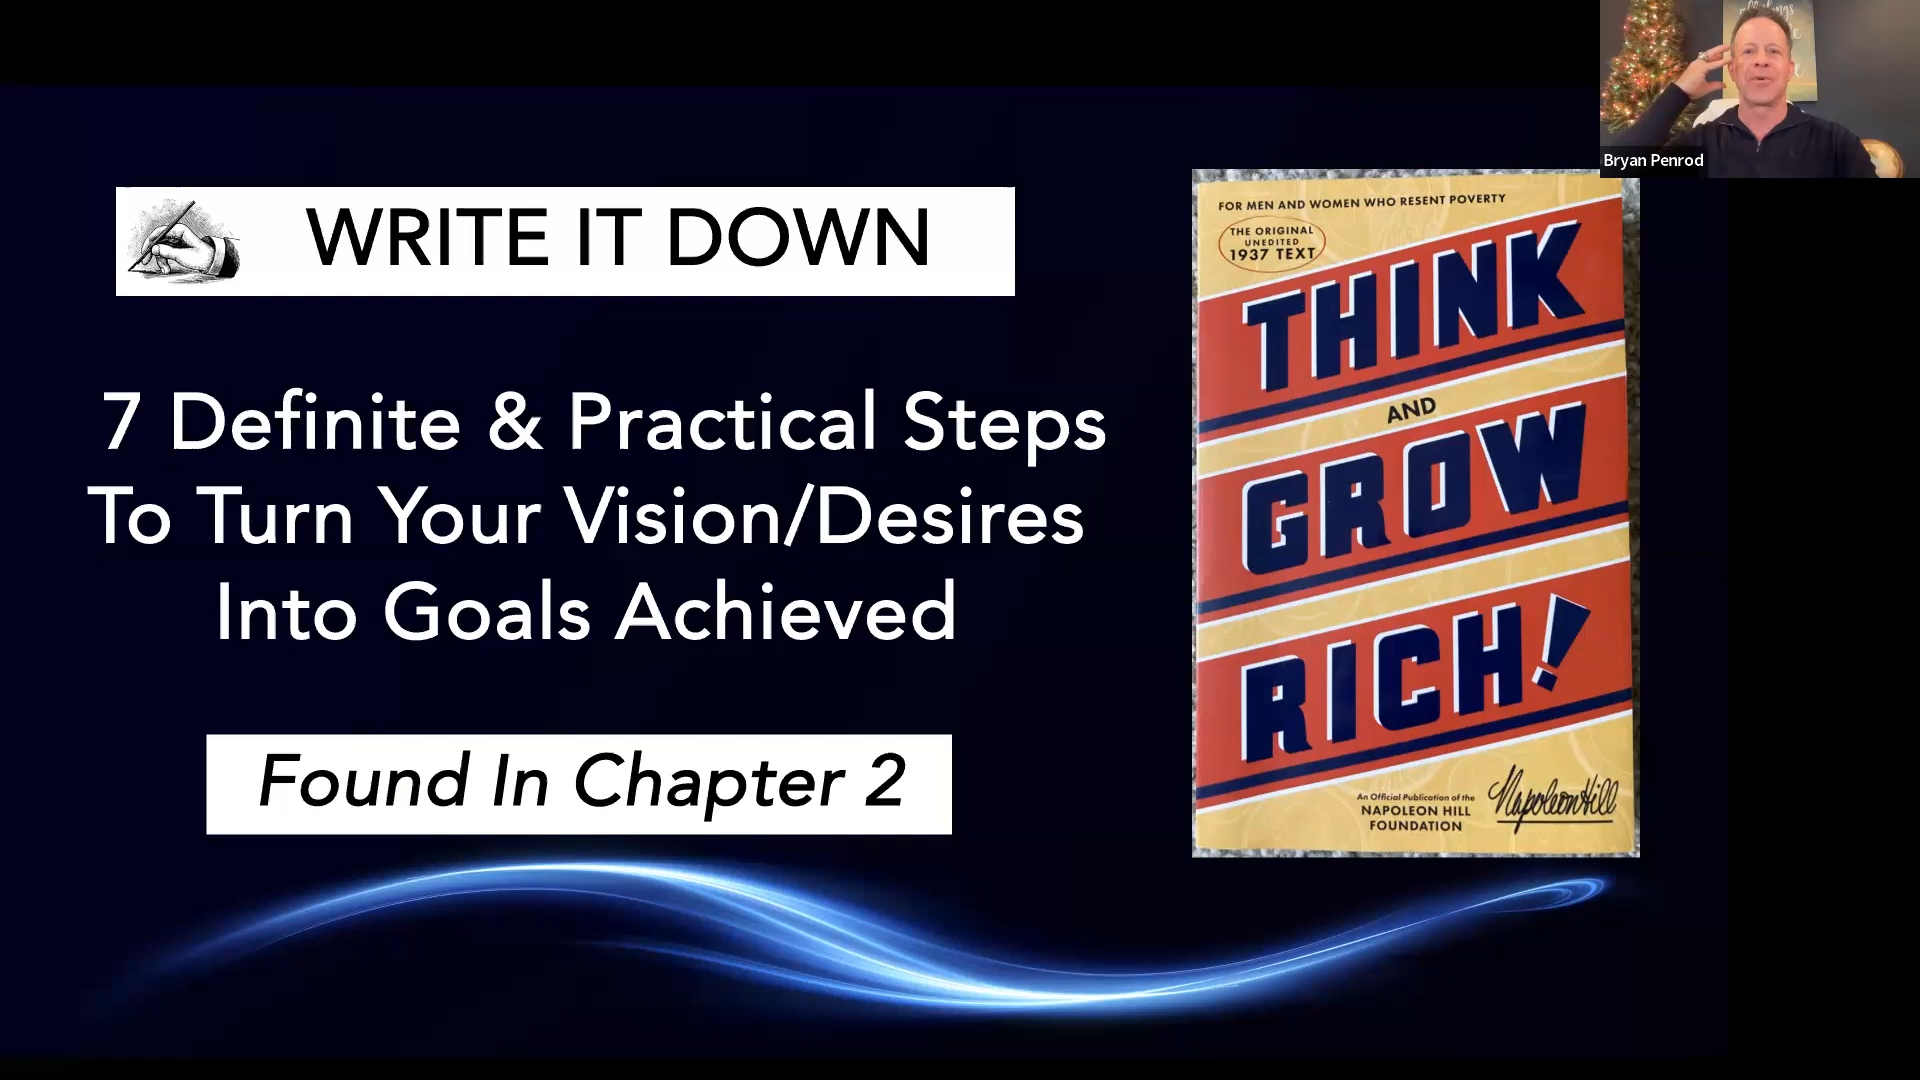 WRITE IT DOWN
7 Definite & Practical Steps
To Turn Your Vision/Desires
Into Goals Achieved
Found In Chapter 2
FOR MEN AND WOMEN WHO RESENT POVERTY
THE ORIGINAL
UNEDITED
1937 TEXT
THINK
AND
GROW
RICH!
An Official Publication of the
NAPOLEON HILL
FOUNDATION
Napoleon Hill
Bryan Penrod